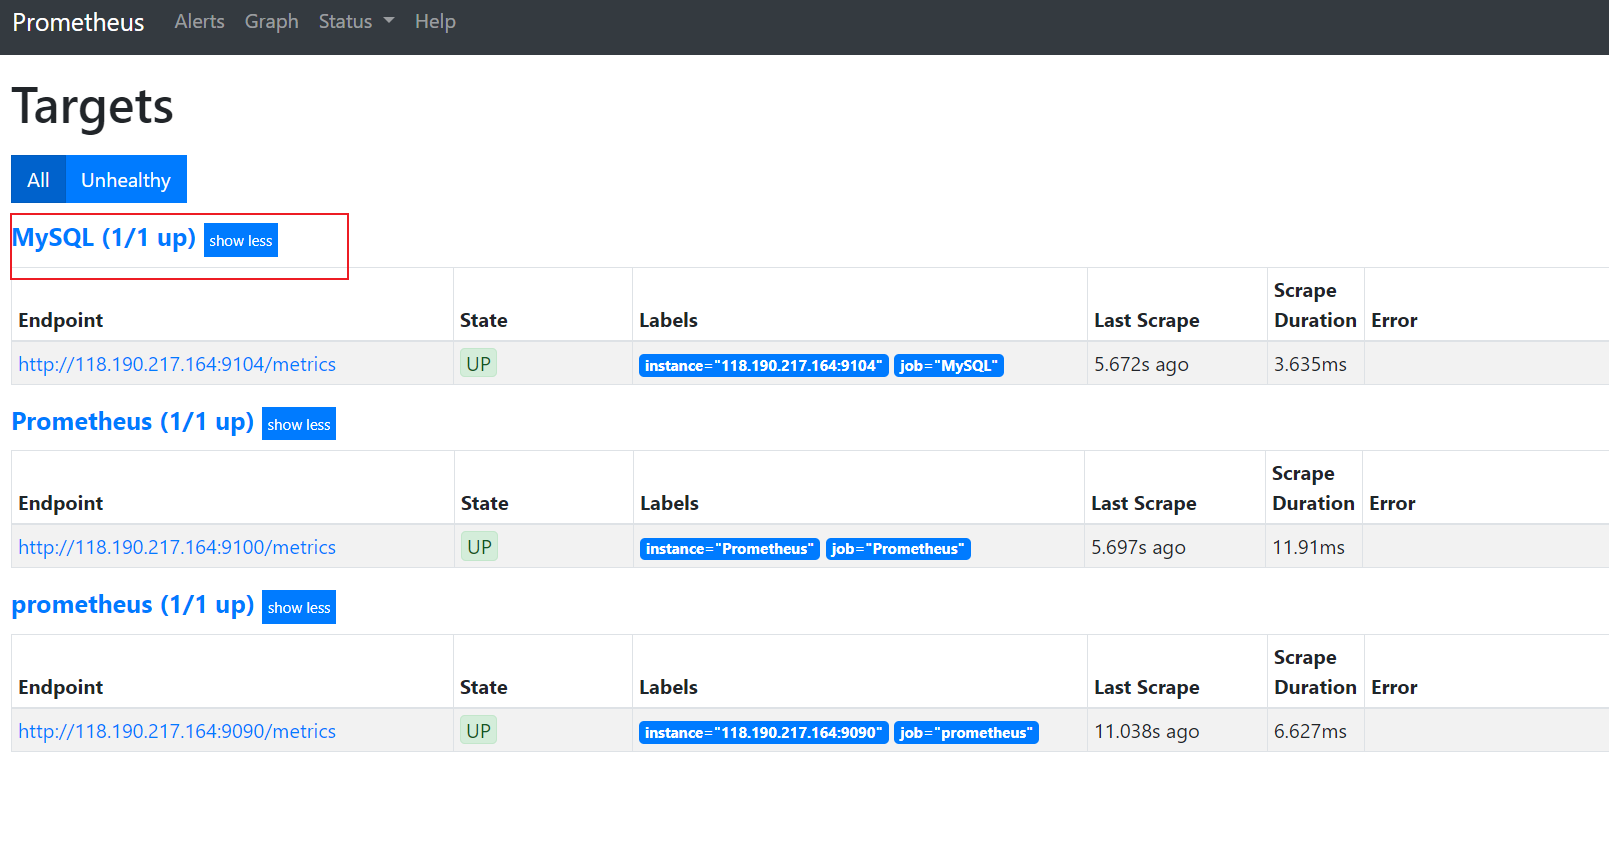 Prometheus Alerts Graph Status Help
Targets
All Unhealthy
MySQL (1/1 up) show less
Endpoint State Labels Last Scrape Scrape Duration Error
http://118.190.217.164:9104/metrics UP instance="118.190.217.164:9104" job="MySQL" 5.672s ago 3.635ms
Prometheus (1/1 up) show less
Endpoint State Labels Last Scrape Scrape Duration Error
http://118.190.217.164:9100/metrics UP instance="Prometheus" job="Prometheus" 5.697s ago 11.91ms
prometheus (1/1 up) show less
Endpoint State Labels Last Scrape Scrape Duration Error
http://118.190.217.164:9090/metrics UP instance="118.190.217.164:9090" job="prometheus" 11.038s ago 6.627ms